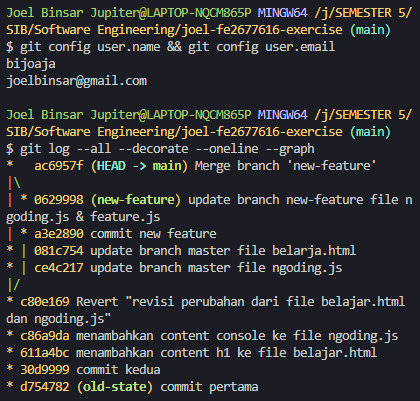 Joel Binsar Jupiter@LAPTOP-NQCM865P MINGW64 /j/SEMESTER 5/
SIB/Software Engineering/joel-fe2677616-exercise (main)
$ git config user.name && git config user.email
bijoaja
joelbinsar@gmail.com

Joel Binsar Jupiter@LAPTOP-NQCM865P MINGW64 /j/SEMESTER 5/
SIB/Software Engineering/joel-fe2677616-exercise (main)
$ git log --all --decorate --oneline --graph
*   ac6957f (HEAD -> main) Merge branch 'new-feature'
|\
| * 0629998 (new-feature) update branch new-feature file n
goding.js & feature.js
| * a3e2890 commit new feature
* | 081c754 update branch master file belarja.html
* | ce4c217 update branch master file ngoding.js
|/
* c80e169 Revert "revisi perubahan dari file belajar.html
dan ngoding.js"
* c86a9da menambahkan content console ke file ngoding.js
* 611a4bc menambahkan content h1 ke file belajar.html
* 30d9999 commit kedua
* d754782 (old-state) commit pertama